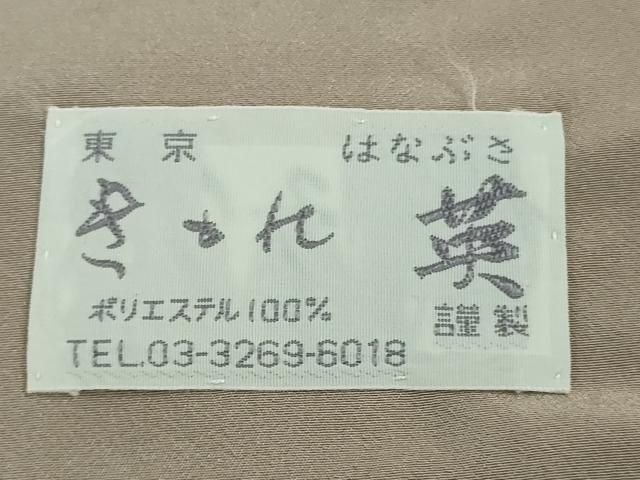 東京 はなぶさ
きもの 英
ポリエステル100% 謹製
TEL.03-3269-6018